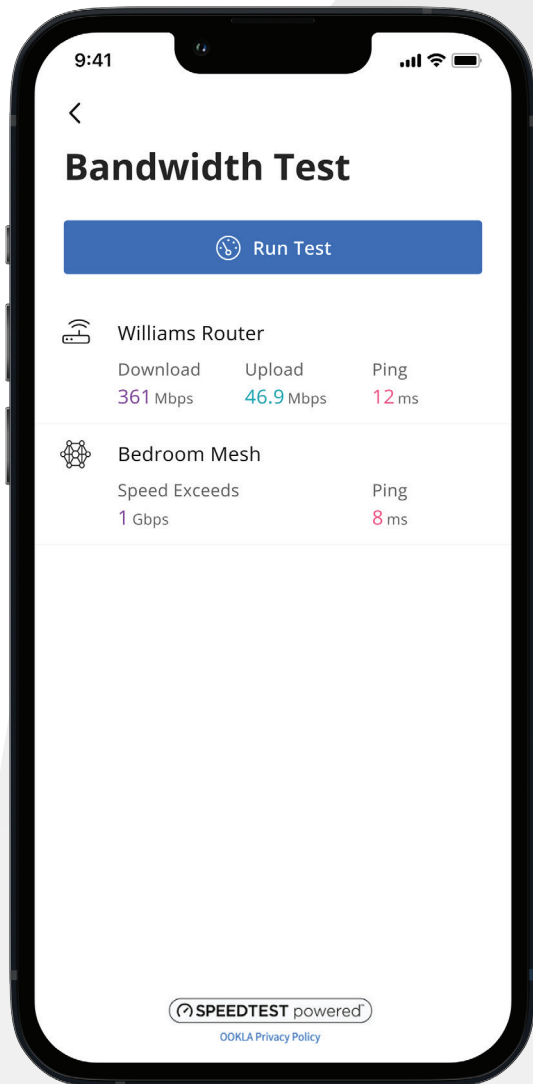 9:41
Bandwidth Test
Run Test
Williams Router
Download Upload Ping
361 Mbps 46.9 Mbps 12 ms
Bedroom Mesh
Speed Exceeds Ping
1 Gbps 8 ms
SPEEDTEST powered™
OOKLA Privacy Policy